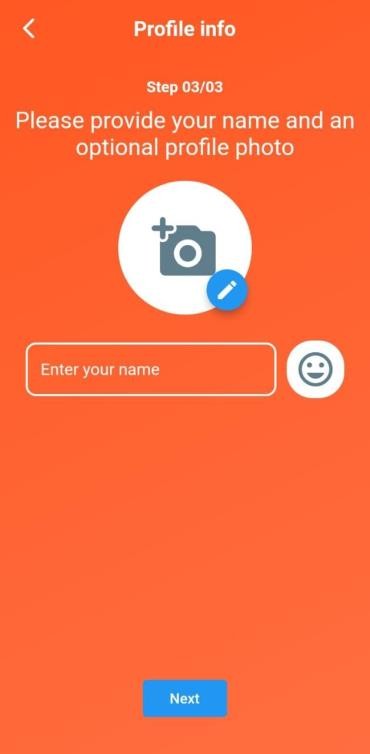 Profile info
Step 03/03
Please provide your name and an
optional profile photo
Enter your name
Next